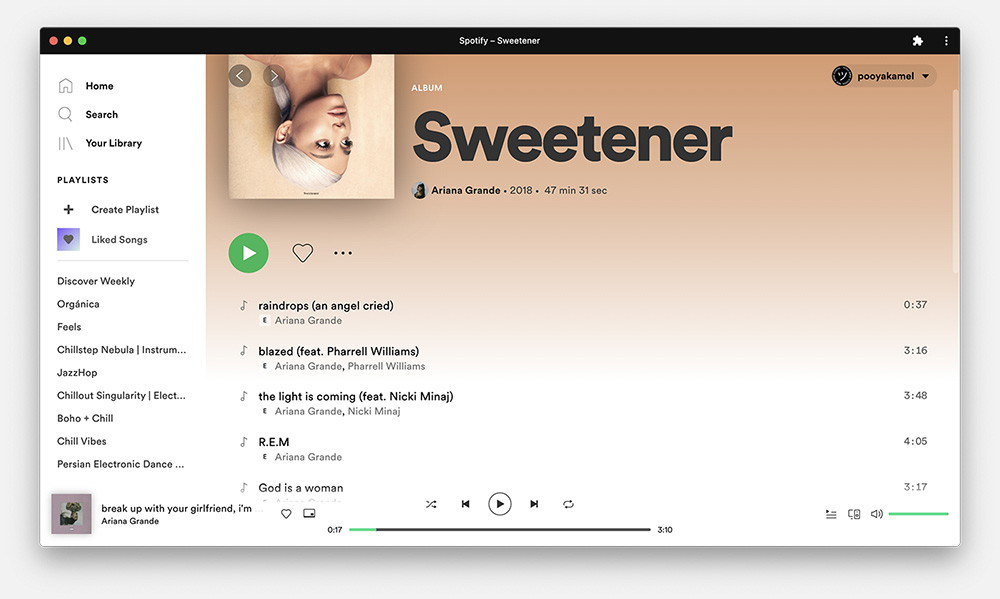 Spotify – Sweetener
Home
Search
Your Library
PLAYLISTS
Create Playlist
Liked Songs
Discover Weekly
Orgánica
Feels
Chillstep Nebula | Instrum...
JazzHop
Chillout Singularity | Elect...
Boho + Chill
Chill Vibes
Persian Electronic Dance ...
pooyakamel
ALBUM
Sweetener
Ariana Grande • 2018 • 47 min 31 sec
raindrops (an angel cried) 0:37
E Ariana Grande
blazed (feat. Pharrell Williams) 3:16
E Ariana Grande, Pharrell Williams
the light is coming (feat. Nicki Minaj) 3:48
E Ariana Grande, Nicki Minaj
R.E.M 4:05
E Ariana Grande
God is a woman 3:17
Ariana Grande
break up with your girlfriend, i'm ...
Ariana Grande
0:17 3:10